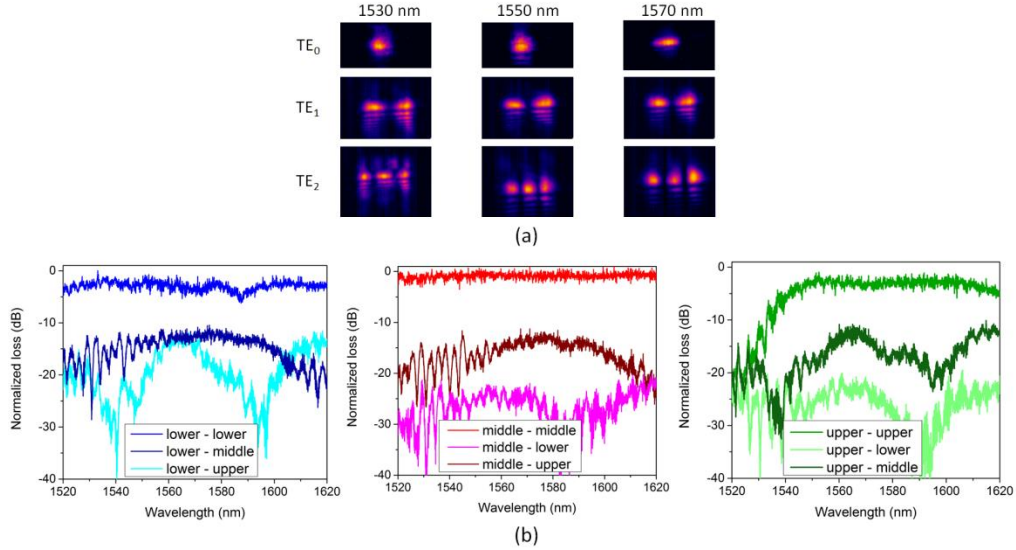 1530 nm 1550 nm 1570 nm
TE0
TE1
TE2
(a)
0
-10
-20
-30
-40
Normalized loss (dB)
lower - lower
lower - middle
lower - upper
1520 1540 1560 1580 1600 1620
Wavelength (nm)
0
-10
-20
-30
-40
Normalized loss (dB)
middle - middle
middle - lower
middle - upper
1520 1540 1560 1580 1600 1620
Wavelength (nm)
0
-10
-20
-30
-40
Normalized loss (dB)
upper - upper
upper - lower
upper - middle
1520 1540 1560 1580 1600 1620
Wavelength (nm)
(b)